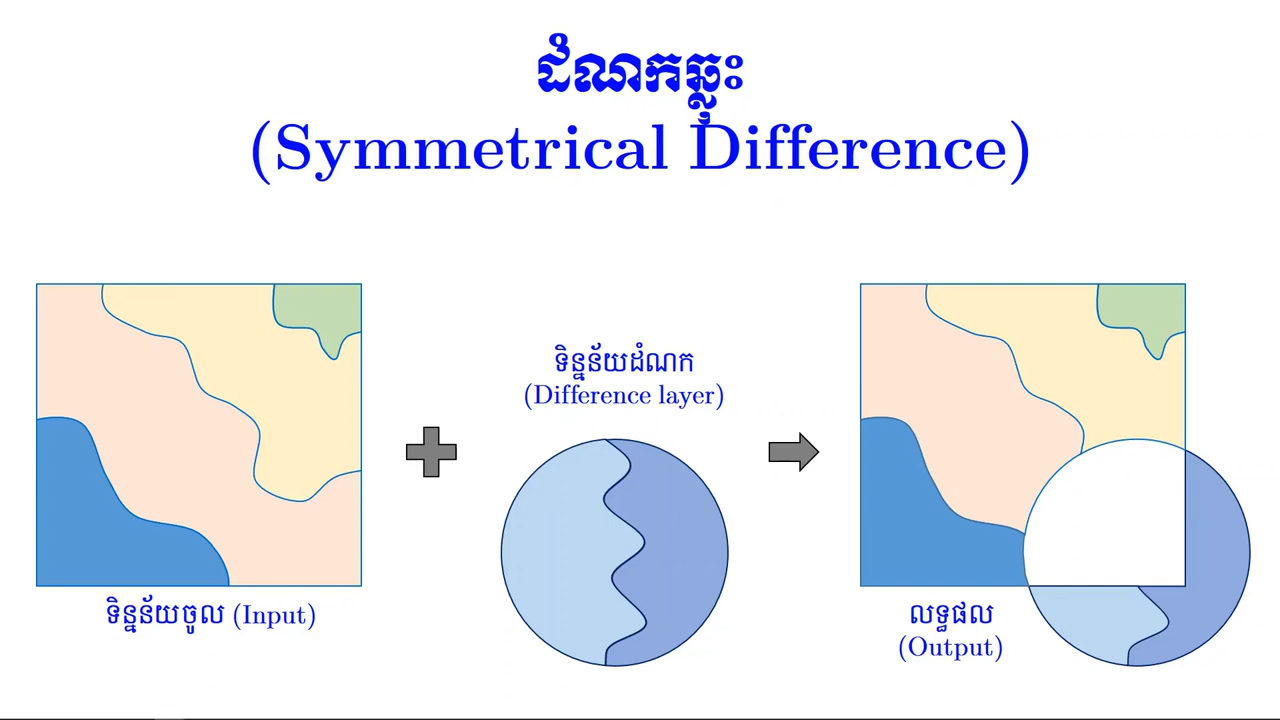 ដំណកឆ្លុះ
(Symmetrical Difference)
ទិន្នន័យដំណក
(Difference layer)
ទិន្នន័យចូល (Input)
លទ្ធផល
(Output)